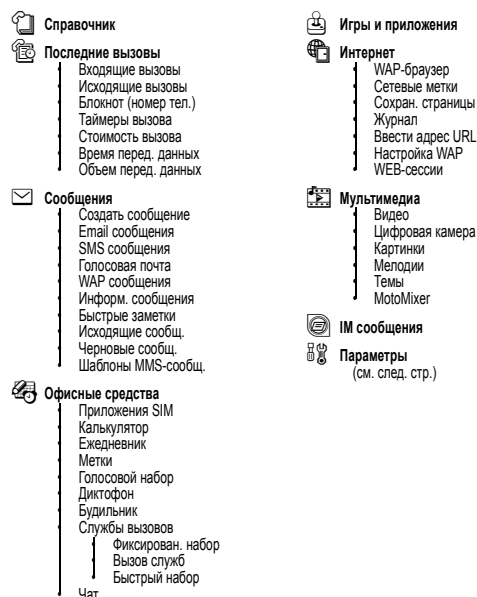 Справочник
Последние вызовы
Входящие вызовы
Исходящие вызовы
Блокнот (номер тел.)
Таймеры вызова
Стоимость вызова
Время перед. данных
Объем перед. данных
Сообщения
Создать сообщение
Email сообщения
SMS сообщения
Голосовая почта
WAP сообщения
Информ. сообщения
Быстрые заметки
Исходящие сообщ.
Черновые сообщ.
Шаблоны MMS-сообщ.
Офисные средства
Приложения SIM
Калькулятор
Ежедневник
Метки
Голосовой набор
Диктофон
Будильник
Службы вызовов
Фиксирован. набор
Вызов служб
Быстрый набор
Чат
Игры и приложения
Интернет
WAP-браузер
Сетевые метки
Сохран. страницы
Журнал
Ввести адрес URL
Настройка WAP
WEB-сессии
Мультимедиа
Видео
Цифровая камера
Картинки
Мелодии
Темы
MotoMixer
IM сообщения
Параметры
(см. след. стр.)